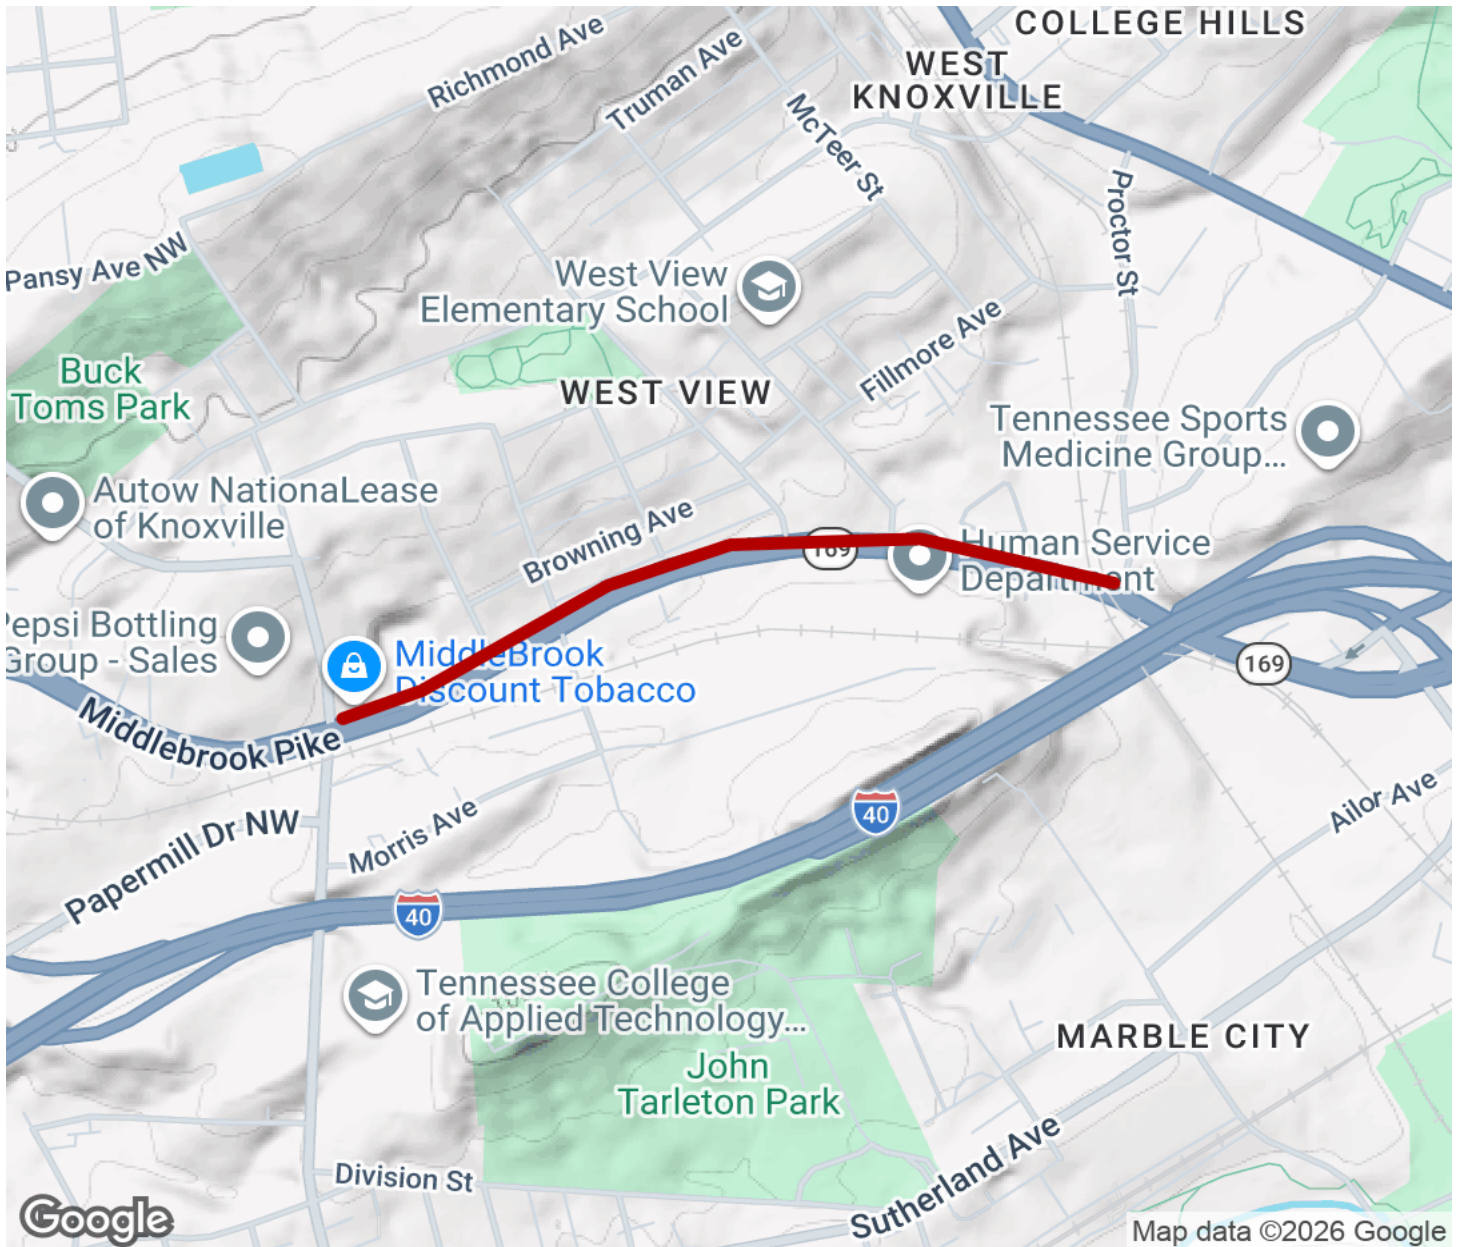 COLLEGE HILLS
WEST
KNOXVILLE
Richmond Ave
Truman Ave
McTeer St
Proctor St
Pansy Ave NW
West View
Elementary School
Fillmore Ave
Buck
Toms Park
WEST VIEW
Tennessee Sports
Medicine Group...
Autow NationaLease
of Knoxville
Browning Ave
169
Human Service
Department
Pepsi Bottling
Group - Sales
MiddleBrook
Discount Tobacco
169
Middlebrook Pike
Papermill Dr NW
Morris Ave
40
Ailor Ave
40
Tennessee College
of Applied Technology...
MARBLE CITY
John
Tarleton Park
Division St
Sutherland Ave
Google
Map data ©2026 Google